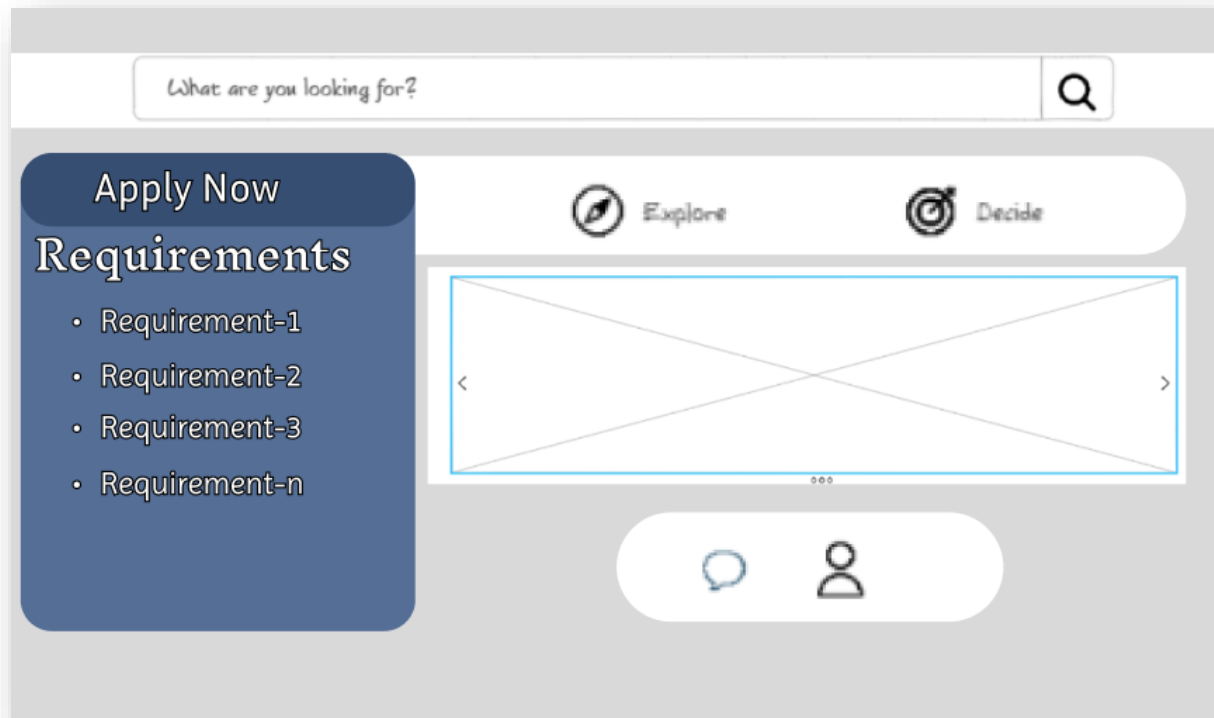 What are you looking for?
Apply Now
Explore
Decide
Requirements
• Requirement-1
• Requirement-2
• Requirement-3
• Requirement-n